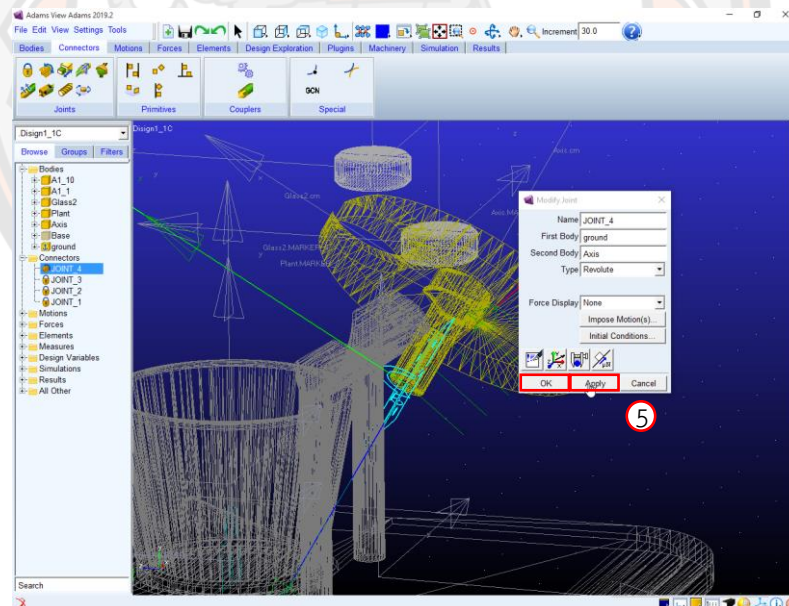 Adams View Adams 2019.2
File Edit View Settings Tools
Increment 30.0
Bodies Connectors Motions Forces Elements Design Exploration Plugins Machinery Simulation Results
GCN
Joints Primitives Couplers Special
Disign1_1C
Browse Groups Filters
Bodies
A1_10
A1_1
Glass2
Plant
Axis
Base
ground
Connectors
JOINT_4
JOINT_3
JOINT_2
JOINT_1
Motions
Forces
Elements
Measures
Design Variables
Simulations
Results
All Other
Search
Disign1_1C
Axis.cm
Glass2.cm
Glass2.MARKER
Plant.MARKER
Modify Joint
Name JOINT_4
First Body ground
Second Body Axis
Type Revolute
Force Display None
Impose Motion(s)...
Initial Conditions...
OK Apply Cancel
5